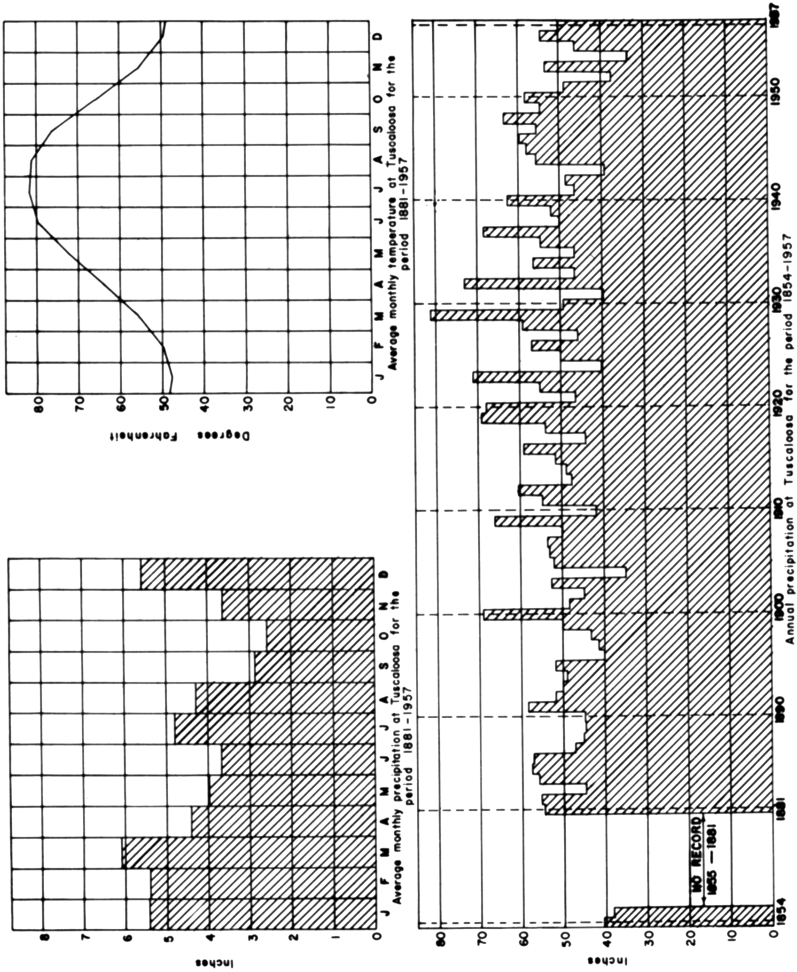 8 7 6 5 4 3 2 1 0
Inches
J F M A M J J A S O N D
Average monthly precipitation at Tuscaloosa for the
period 1881-1957
80 70 60 50 40 30 20 10 0
Degrees Fahrenheit
J F M A M J J A S O N D
Average monthly temperature at Tuscaloosa for the
period 1881-1957
80 70 60 50 40 30 20 10 0
Inches
NO RECORD
1855 — 1881
1854 1881 1890 1900 1910 1920 1930 1940 1950 1957
Annual precipitation at Tuscaloosa for the period 1854-1957